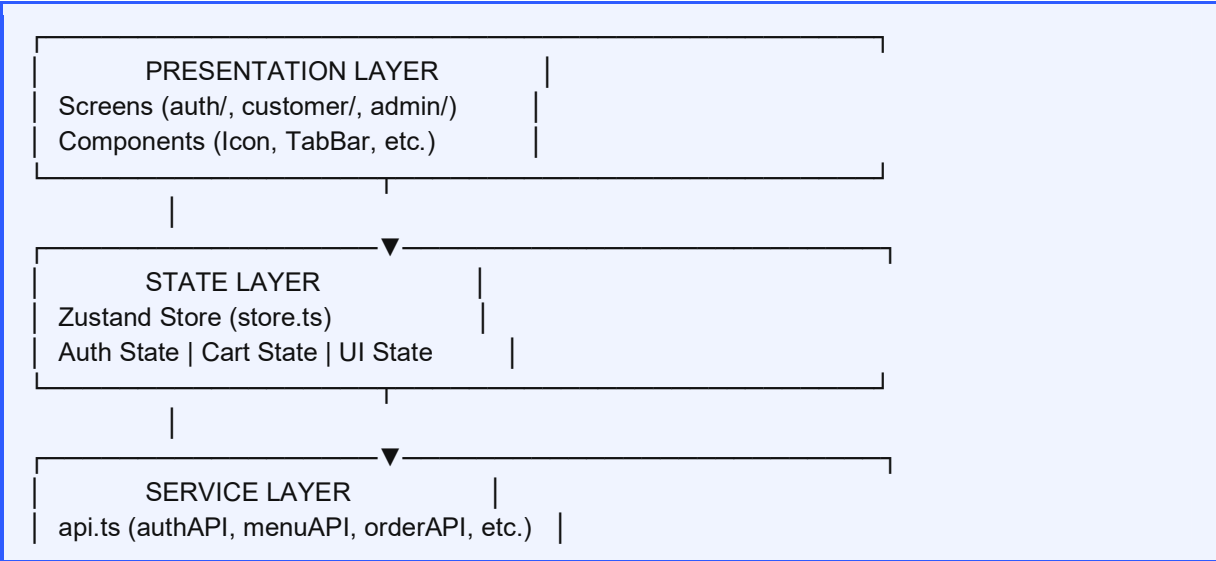 PRESENTATION LAYER
Screens (auth/, customer/, admin/)
Components (Icon, TabBar, etc.)
STATE LAYER
Zustand Store (store.ts)
Auth State | Cart State | UI State
SERVICE LAYER
api.ts (authAPI, menuAPI, orderAPI, etc.)